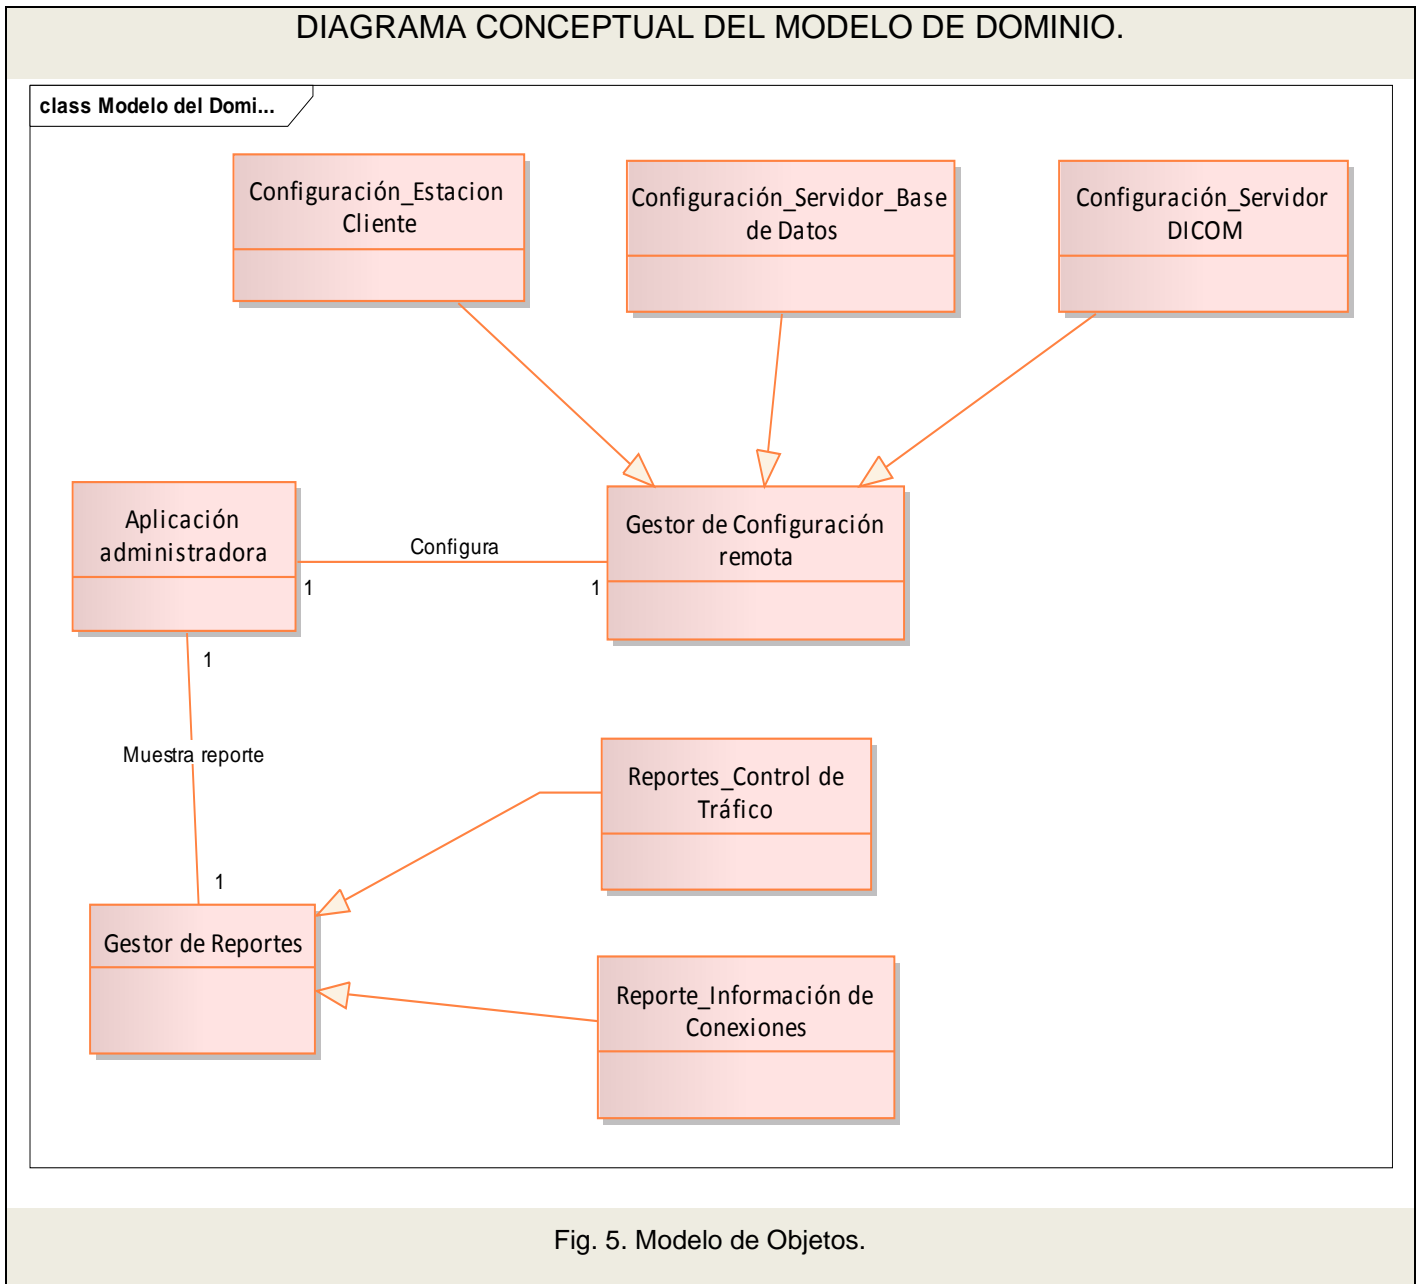 DIAGRAMA CONCEPTUAL DEL MODELO DE DOMINIO.
class Modelo del Domi...
Configuración_Estacion
Cliente
Configuración_Servidor_Base
de Datos
Configuración_Servidor
DICOM
Aplicación
administradora
Configura
1
1
Gestor de Configuración
remota
1
Muestra reporte
1
Reportes_Control de
Tráfico
Gestor de Reportes
Reporte_Información de
Conexiones
Fig. 5. Modelo de Objetos.